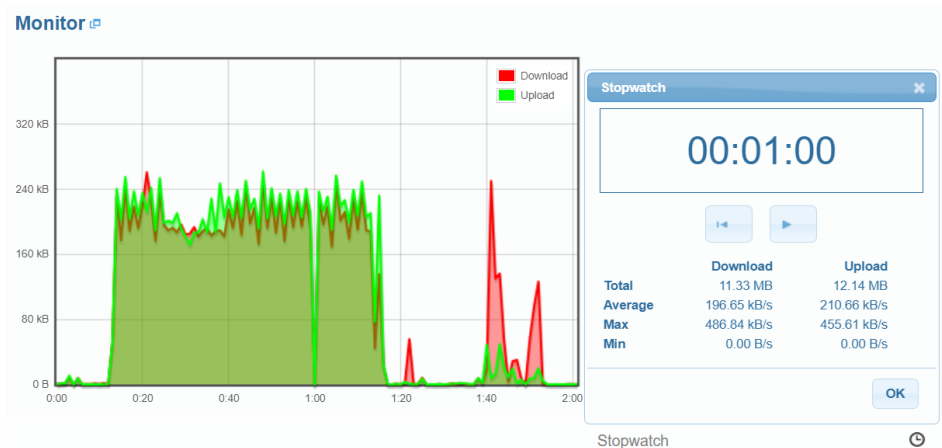 Monitor
Download
Upload
320 kB
240 kB
160 kB
80 kB
0 B
0:00 0:20 0:40 1:00 1:20 1:40 2:00
Stopwatch
00:01:00
Download Upload
Total 11.33 MB 12.14 MB
Average 196.65 kB/s 210.66 kB/s
Max 486.84 kB/s 455.61 kB/s
Min 0.00 B/s 0.00 B/s
OK
Stopwatch